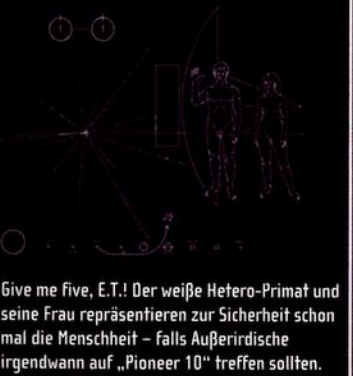 Give me five, E.T.! Der weiße Hetero-Primat und
seine Frau repräsentieren zur Sicherheit schon
mal die Menschheit – falls Außerirdische
irgendwann auf „Pioneer 10“ treffen sollten.